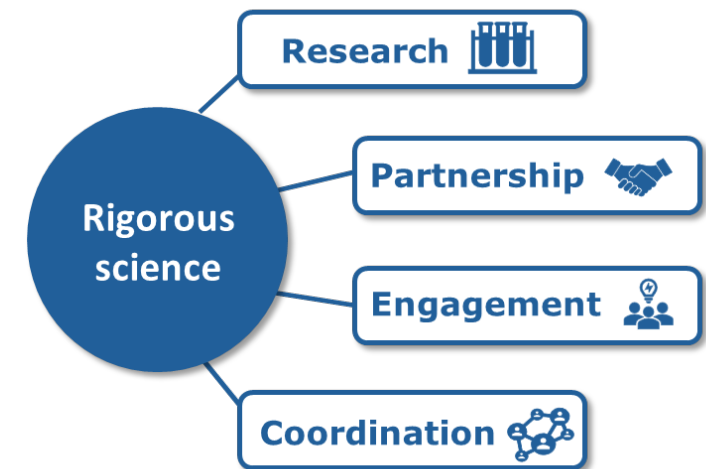 Research
Partnership
Rigorous
science
Engagement
Coordination